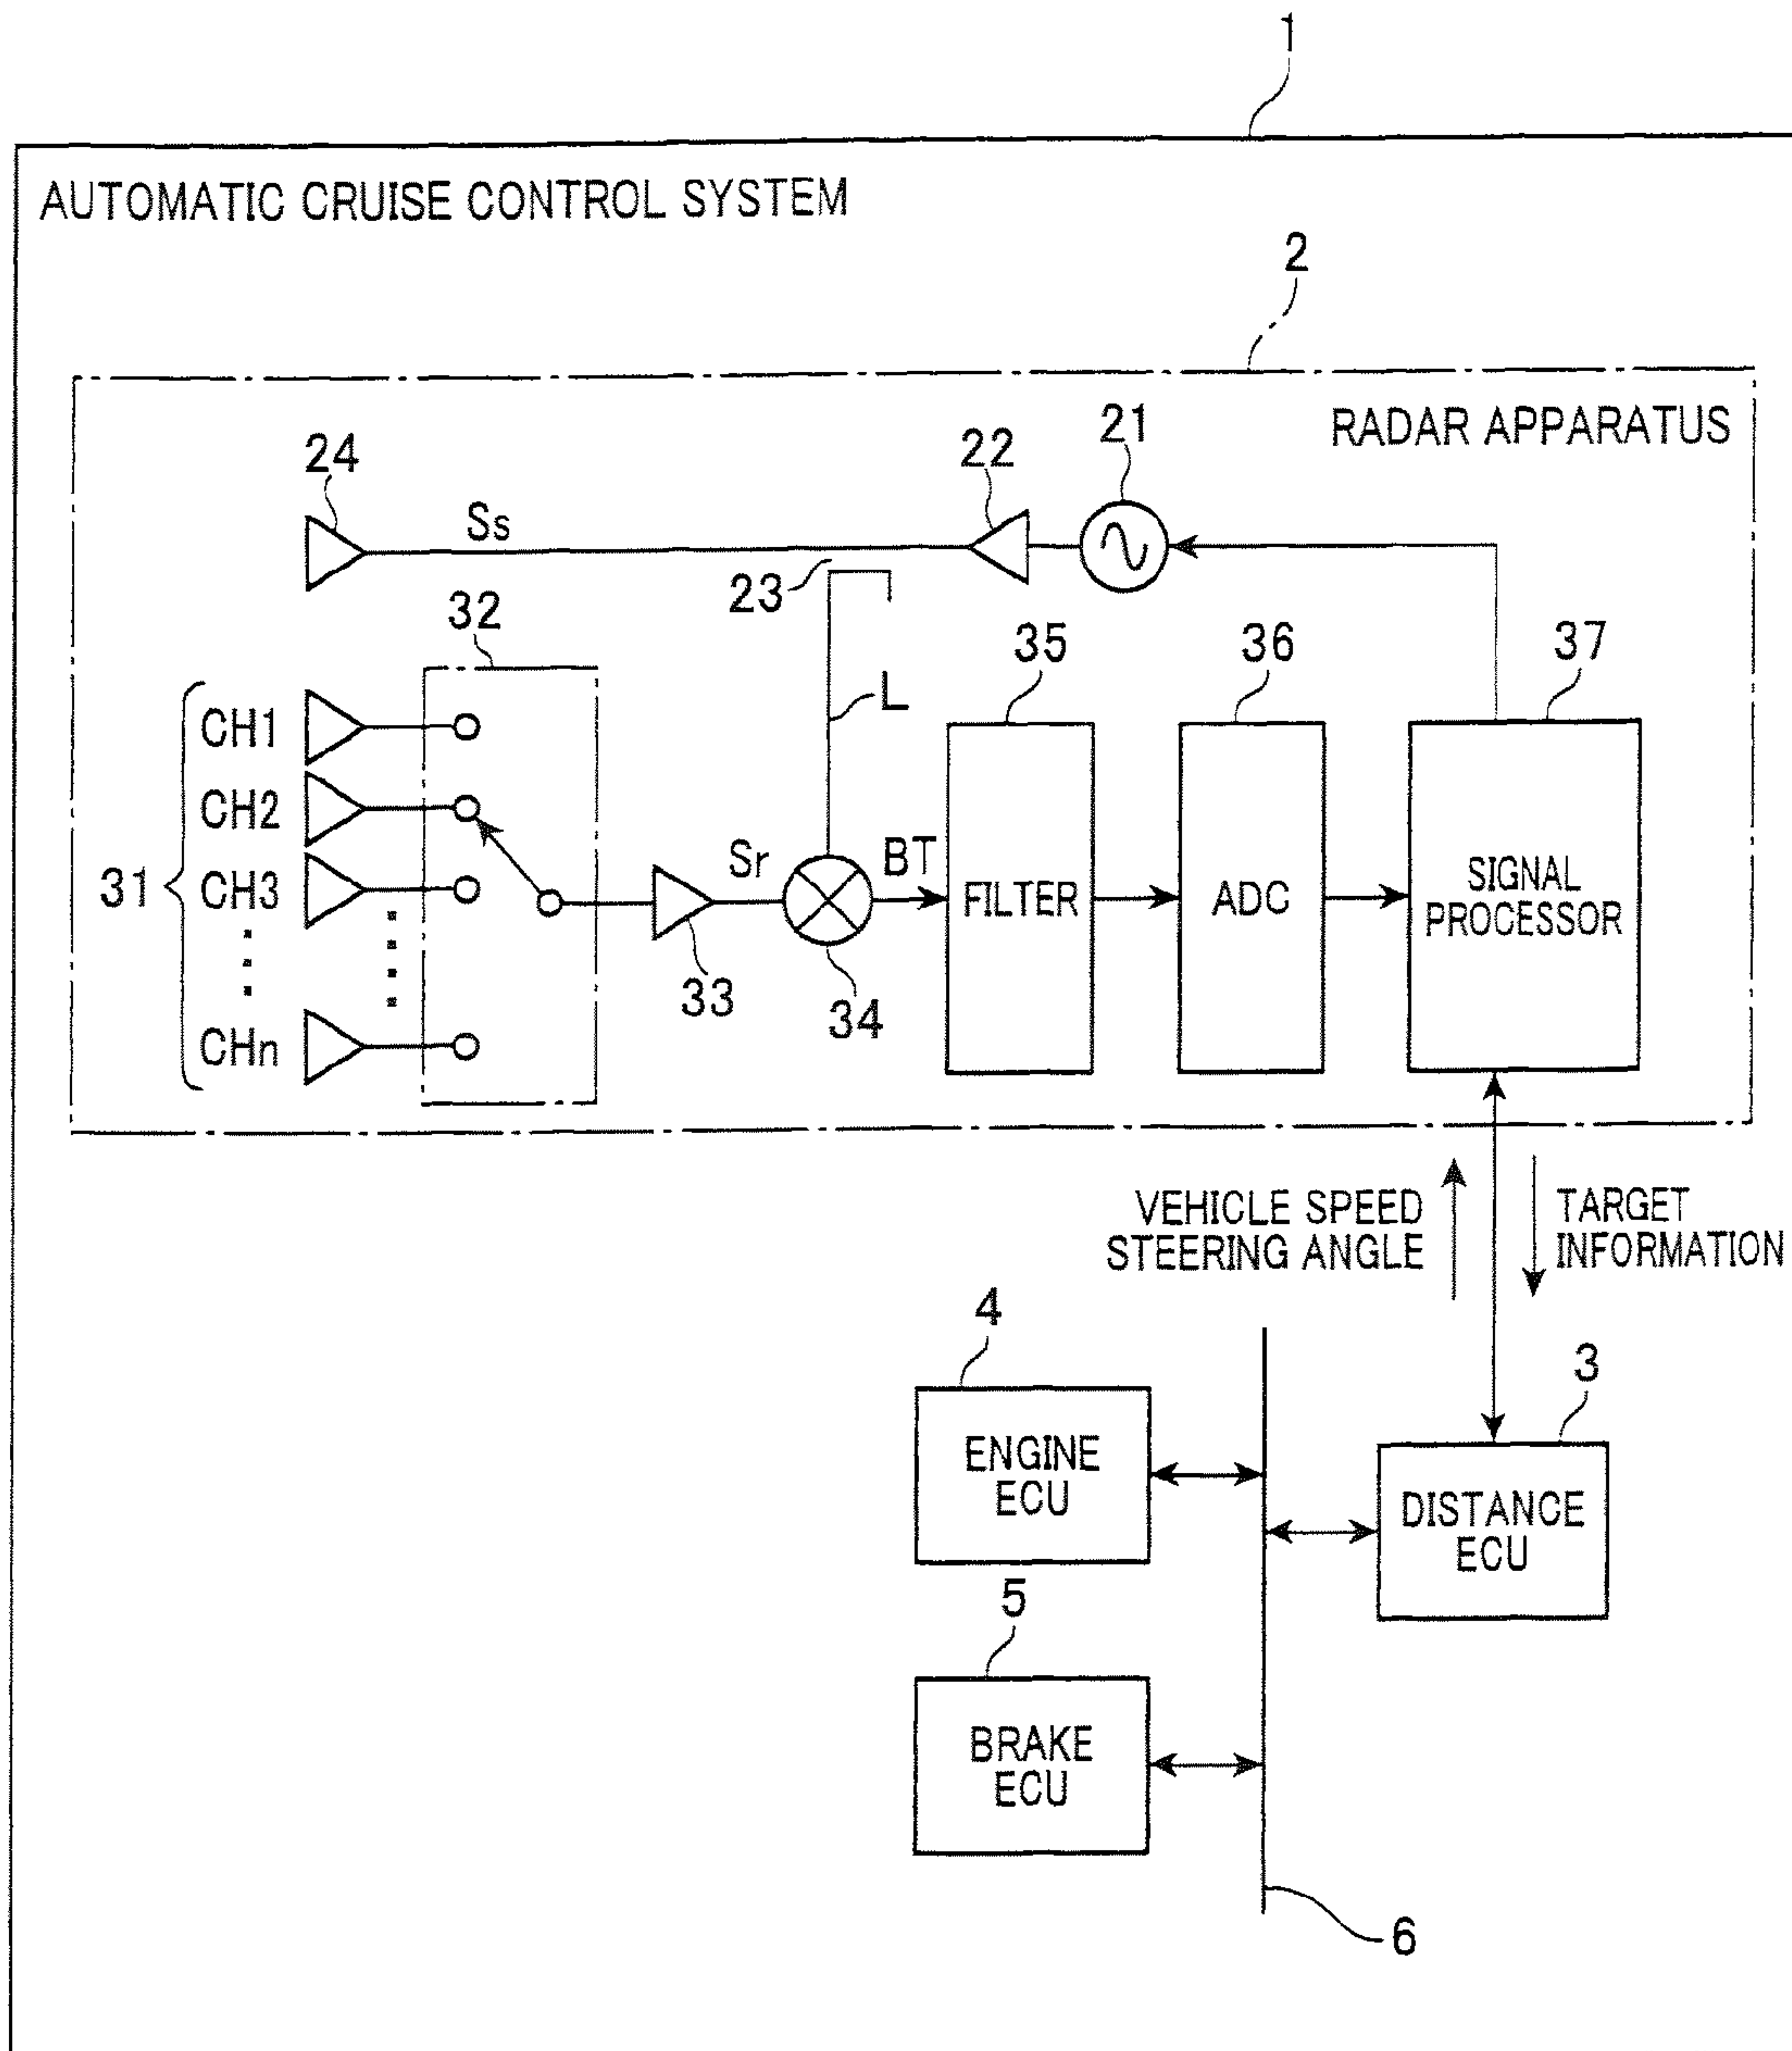 1
AUTOMATIC CRUISE CONTROL SYSTEM
2
RADAR APPARATUS
24
Ss
22
21
23
32
35
36
37
L
31
CH1
CH2
CH3
CHn
Sr
BT
33
34
FILTER
ADC
SIGNAL
PROCESSOR
VEHICLE SPEED
STEERING ANGLE
TARGET
INFORMATION
4
3
ENGINE
ECU
DISTANCE
ECU
5
BRAKE
ECU
6